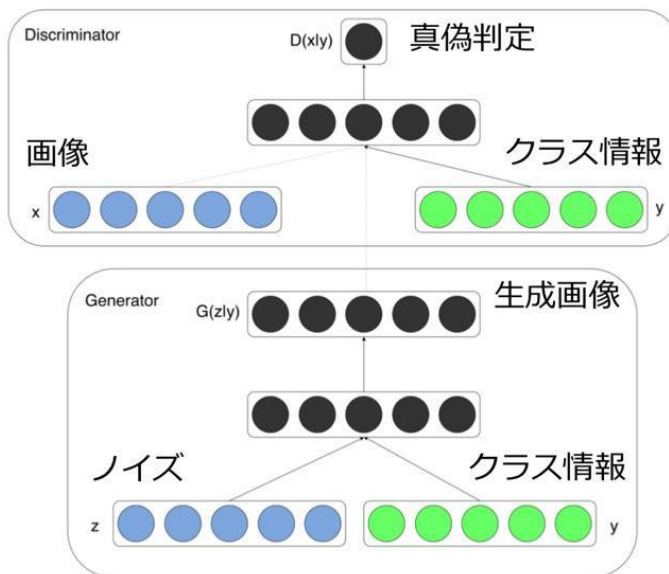 Discriminator
D(x|y)
真偽判定
画像
クラス情報
x
y
Generator
G(z|y)
生成画像
ノイズ
クラス情報
z
y